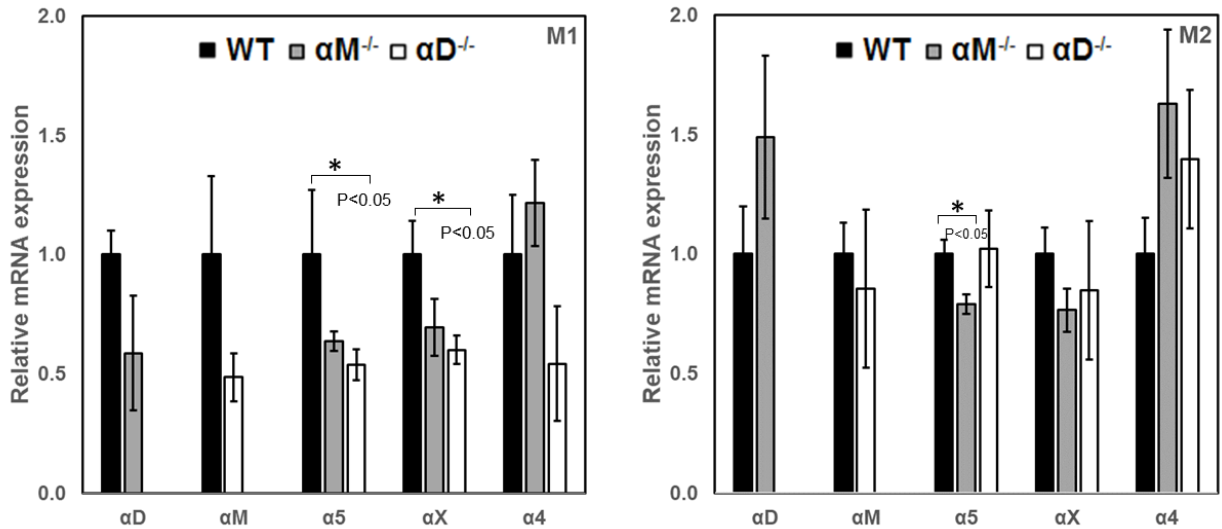 M1
WT αM-/- αD-/-
Relative mRNA expression
2.0
1.5
1.0
0.5
0.0
*
P<0.05
*
P<0.05
αD αM α5 αX α4
M2
WT αM-/- αD-/-
Relative mRNA expression
2.0
1.5
1.0
0.5
0.0
*
P<0.05
αD αM α5 αX α4